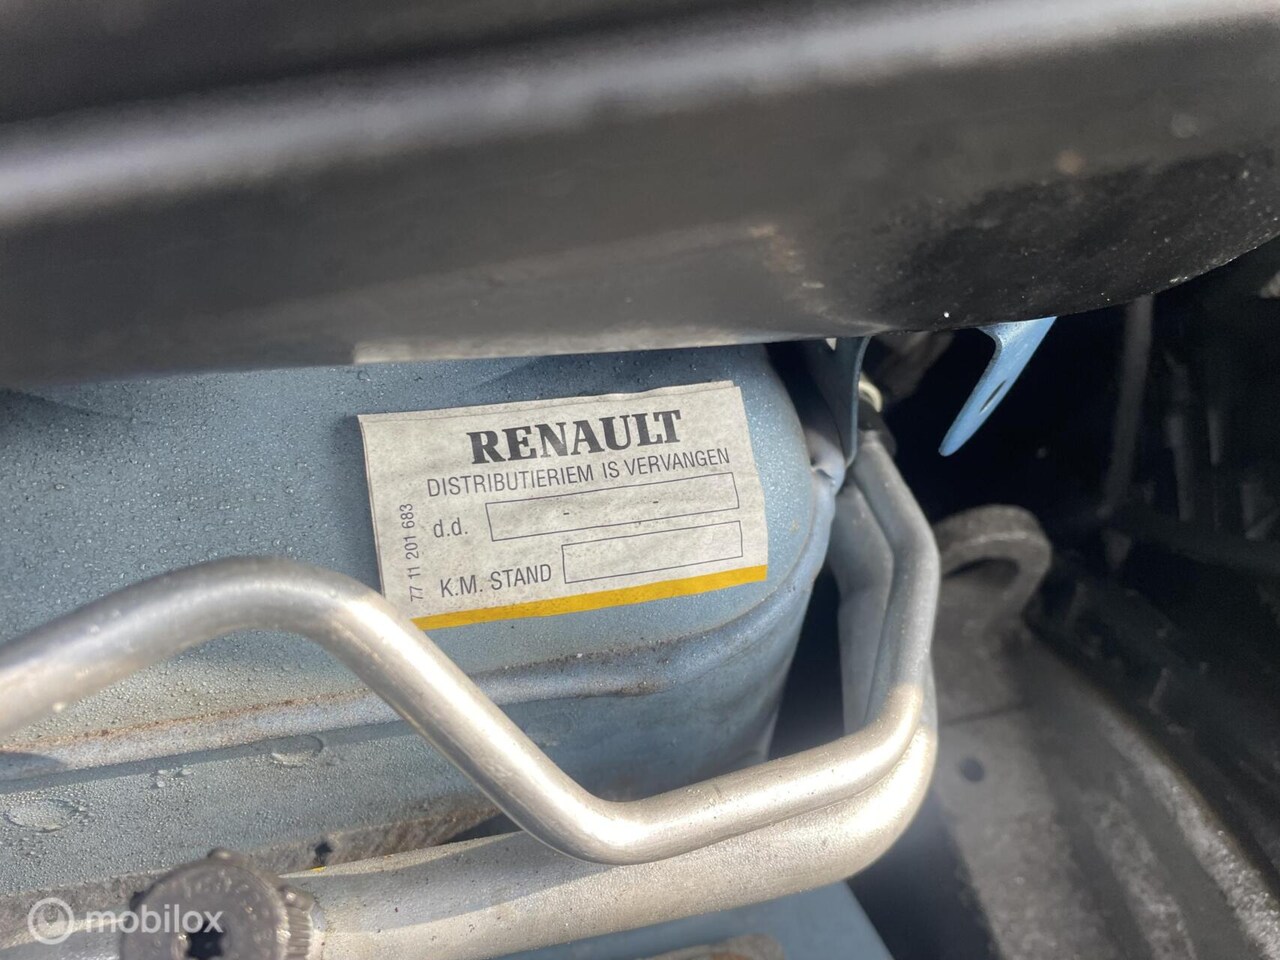 RENAULT
DISTRIBUTIERIEM IS VERVANGEN
d.d. - -
K.M. STAND
77 11 201 683
mobilox